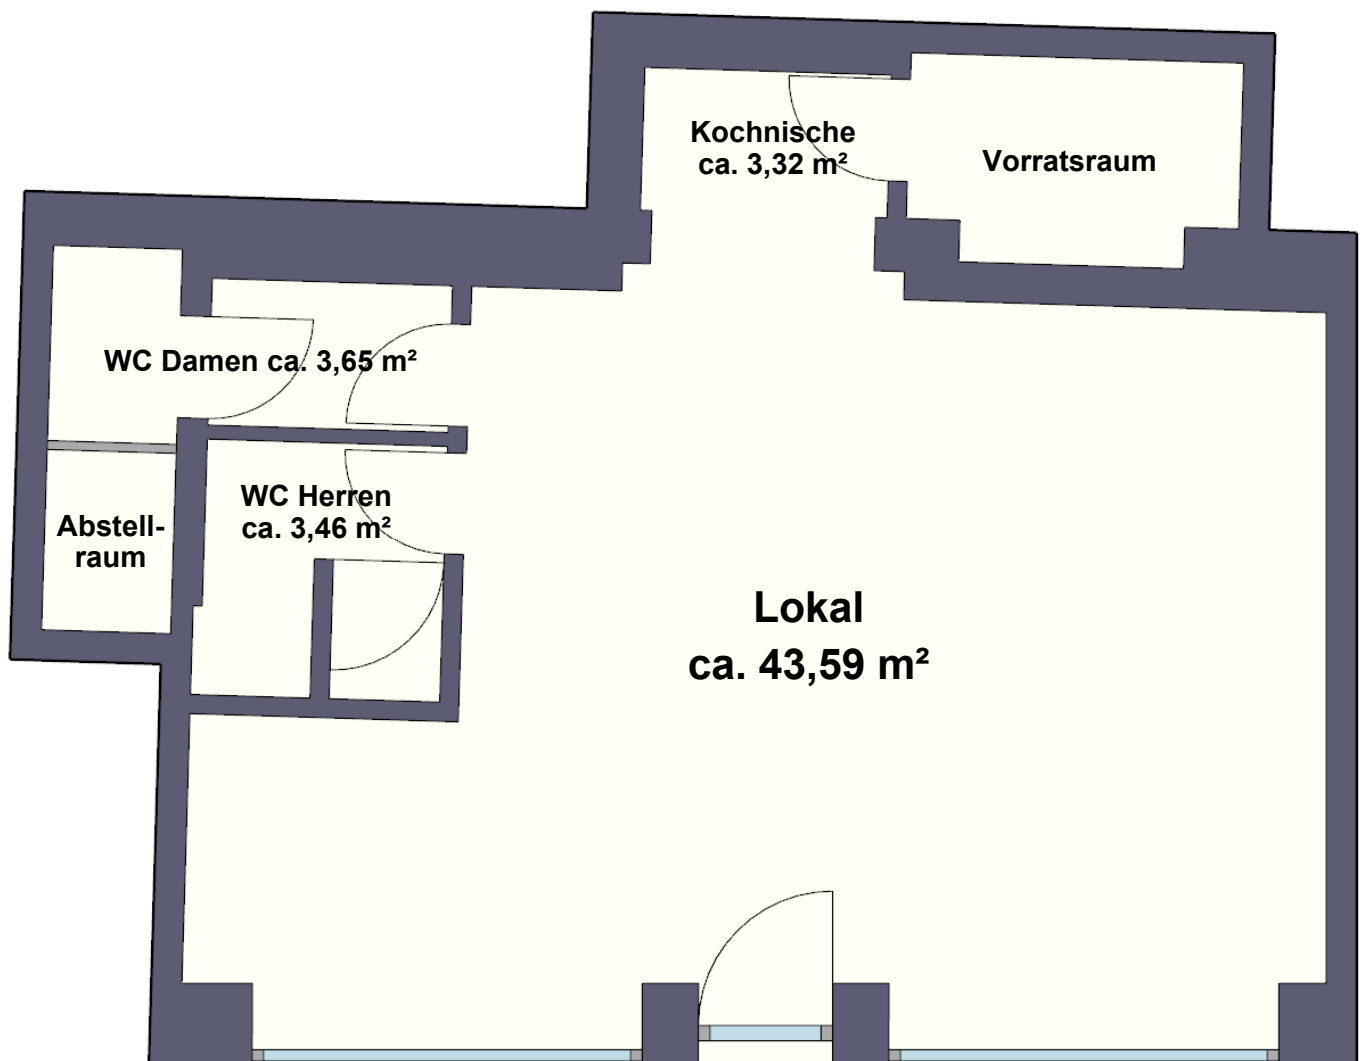 Kochnische
ca. 3,32 m²
Vorratsraum
WC Damen ca. 3,65 m²
WC Herren
ca. 3,46 m²
Abstell-
raum
Lokal
ca. 43,59 m²